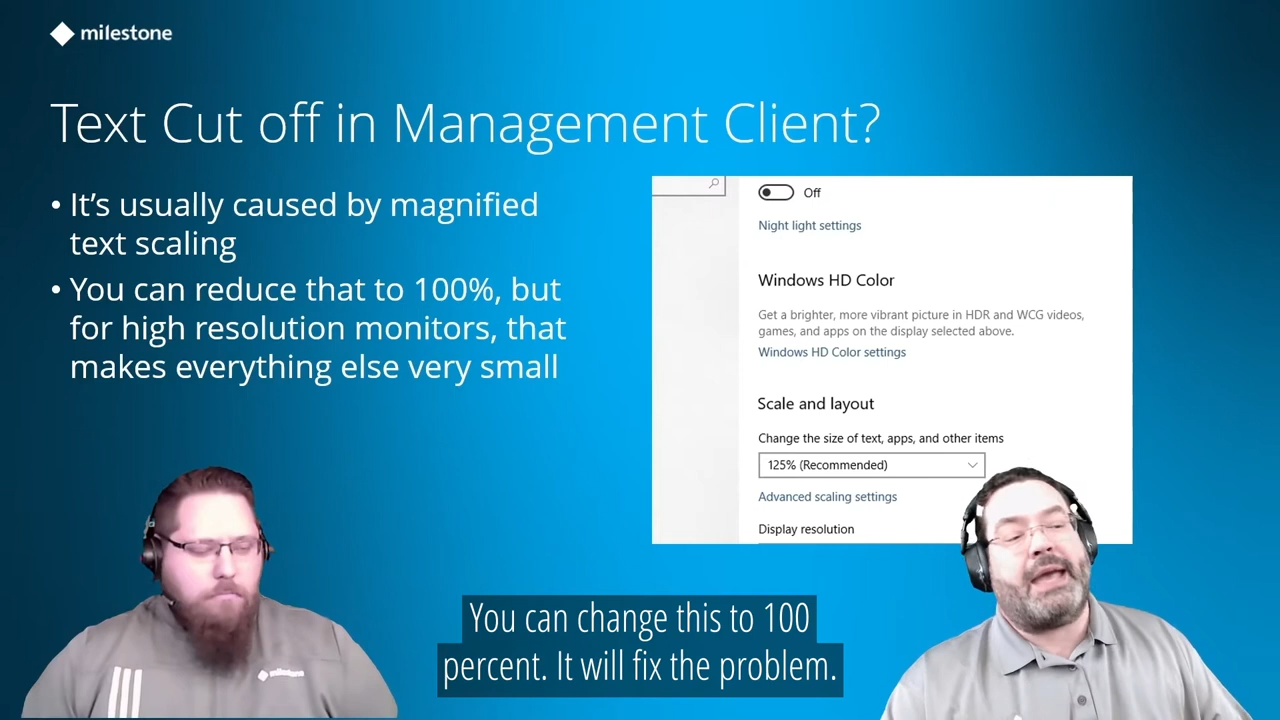 milestone
Text Cut off in Management Client?
• It’s usually caused by magnified
text scaling
• You can reduce that to 100%, but
for high resolution monitors, that
makes everything else very small
Off
Night light settings
Windows HD Color
Get a brighter, more vibrant picture in HDR and WCG videos,
games, and apps on the display selected above.
Windows HD Color settings
Scale and layout
Change the size of text, apps, and other items
125% (Recommended)
Advanced scaling settings
Display resolution
milestone
You can change this to 100
percent. It will fix the problem.